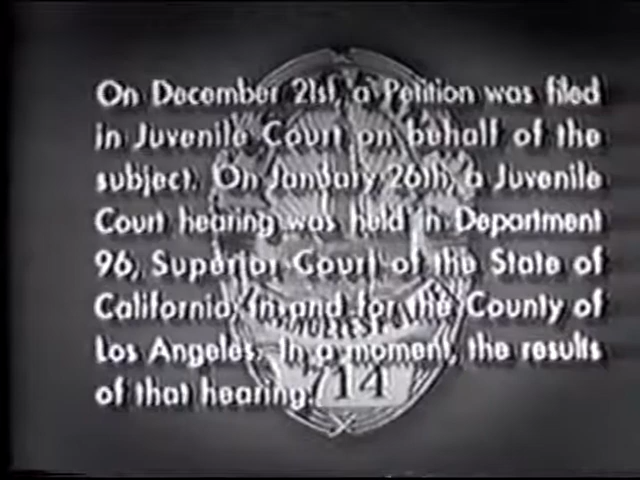 On December 21st, a Petition was filed
in Juvenile Court on behalf of the
subject. On January 26th, a Juvenile
Court hearing was held in Department
96, Superior Court of the State of
California, in and for the County of
Los Angeles. In a moment, the results
of that hearing.
714